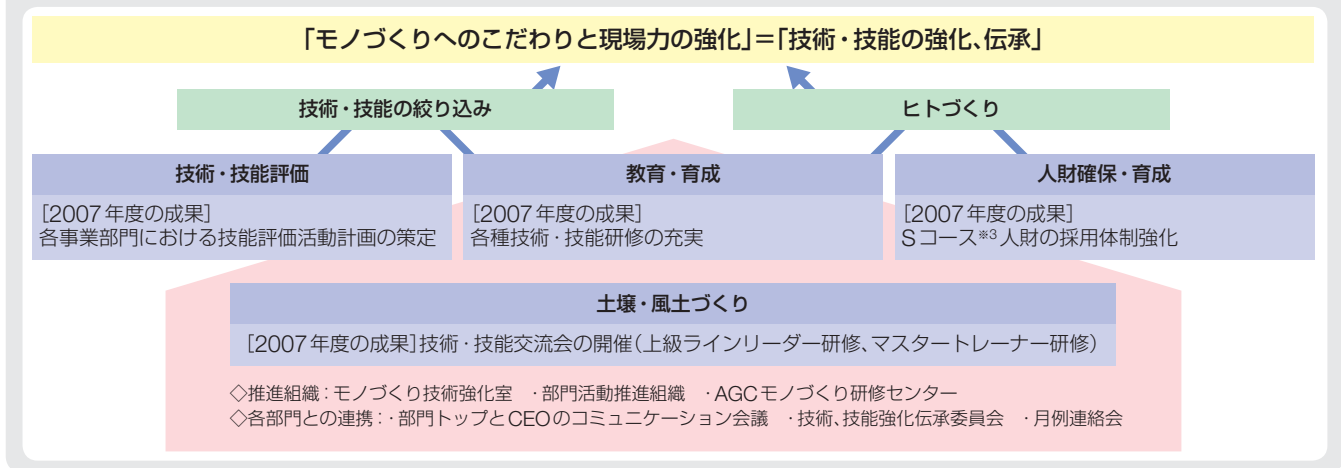 「モノづくりへのこだわりと現場力の強化」＝「技術・技能の強化、伝承」
技術・技能の絞り込み
ヒトづくり
技術・技能評価
[2007年度の成果]
各事業部門における技能評価活動計画の策定
教育・育成
[2007年度の成果]
各種技術・技能研修の充実
人財確保・育成
[2007年度の成果]
Sコース※3人財の採用体制強化
土壌・風土づくり
[2007年度の成果]技術・技能交流会の開催(上級ラインリーダー研修、マスタートレーナー研修)
◇推進組織：モノづくり技術強化室　・部門活動推進組織　・AGCモノづくり研修センター
◇各部門との連携：・部門トップとCEOのコミュニケーション会議　・技術、技能強化伝承委員会　・月例連絡会